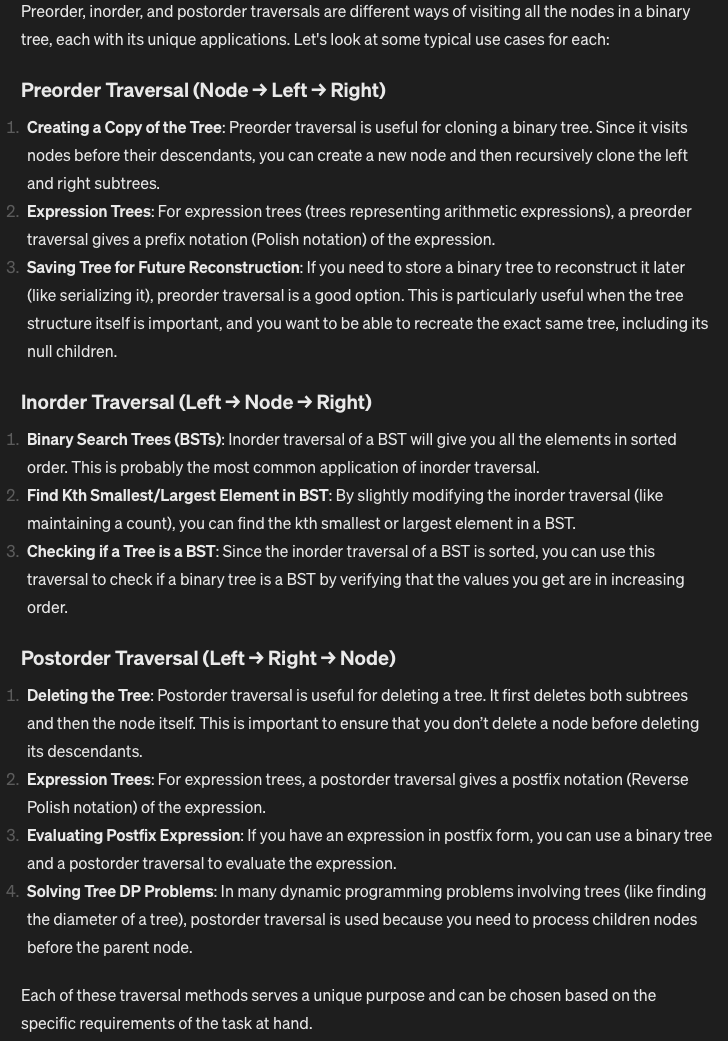 Preorder, inorder, and postorder traversals are different ways of visiting all the nodes in a binary
tree, each with its unique applications. Let's look at some typical use cases for each:
Preorder Traversal (Node → Left → Right)
1. Creating a Copy of the Tree: Preorder traversal is useful for cloning a binary tree. Since it visits
nodes before their descendants, you can create a new node and then recursively clone the left
and right subtrees.
2. Expression Trees: For expression trees (trees representing arithmetic expressions), a preorder
traversal gives a prefix notation (Polish notation) of the expression.
3. Saving Tree for Future Reconstruction: If you need to store a binary tree to reconstruct it later
(like serializing it), preorder traversal is a good option. This is particularly useful when the tree
structure itself is important, and you want to be able to recreate the exact same tree, including its
null children.
Inorder Traversal (Left → Node → Right)
1. Binary Search Trees (BSTs): Inorder traversal of a BST will give you all the elements in sorted
order. This is probably the most common application of inorder traversal.
2. Find Kth Smallest/Largest Element in BST: By slightly modifying the inorder traversal (like
maintaining a count), you can find the kth smallest or largest element in a BST.
3. Checking if a Tree is a BST: Since the inorder traversal of a BST is sorted, you can use this
traversal to check if a binary tree is a BST by verifying that the values you get are in increasing
order.
Postorder Traversal (Left → Right → Node)
1. Deleting the Tree: Postorder traversal is useful for deleting a tree. It first deletes both subtrees
and then the node itself. This is important to ensure that you don’t delete a node before deleting
its descendants.
2. Expression Trees: For expression trees, a postorder traversal gives a postfix notation (Reverse
Polish notation) of the expression.
3. Evaluating Postfix Expression: If you have an expression in postfix form, you can use a binary tree
and a postorder traversal to evaluate the expression.
4. Solving Tree DP Problems: In many dynamic programming problems involving trees (like finding
the diameter of a tree), postorder traversal is used because you need to process children nodes
before the parent node.
Each of these traversal methods serves a unique purpose and can be chosen based on the
specific requirements of the task at hand.